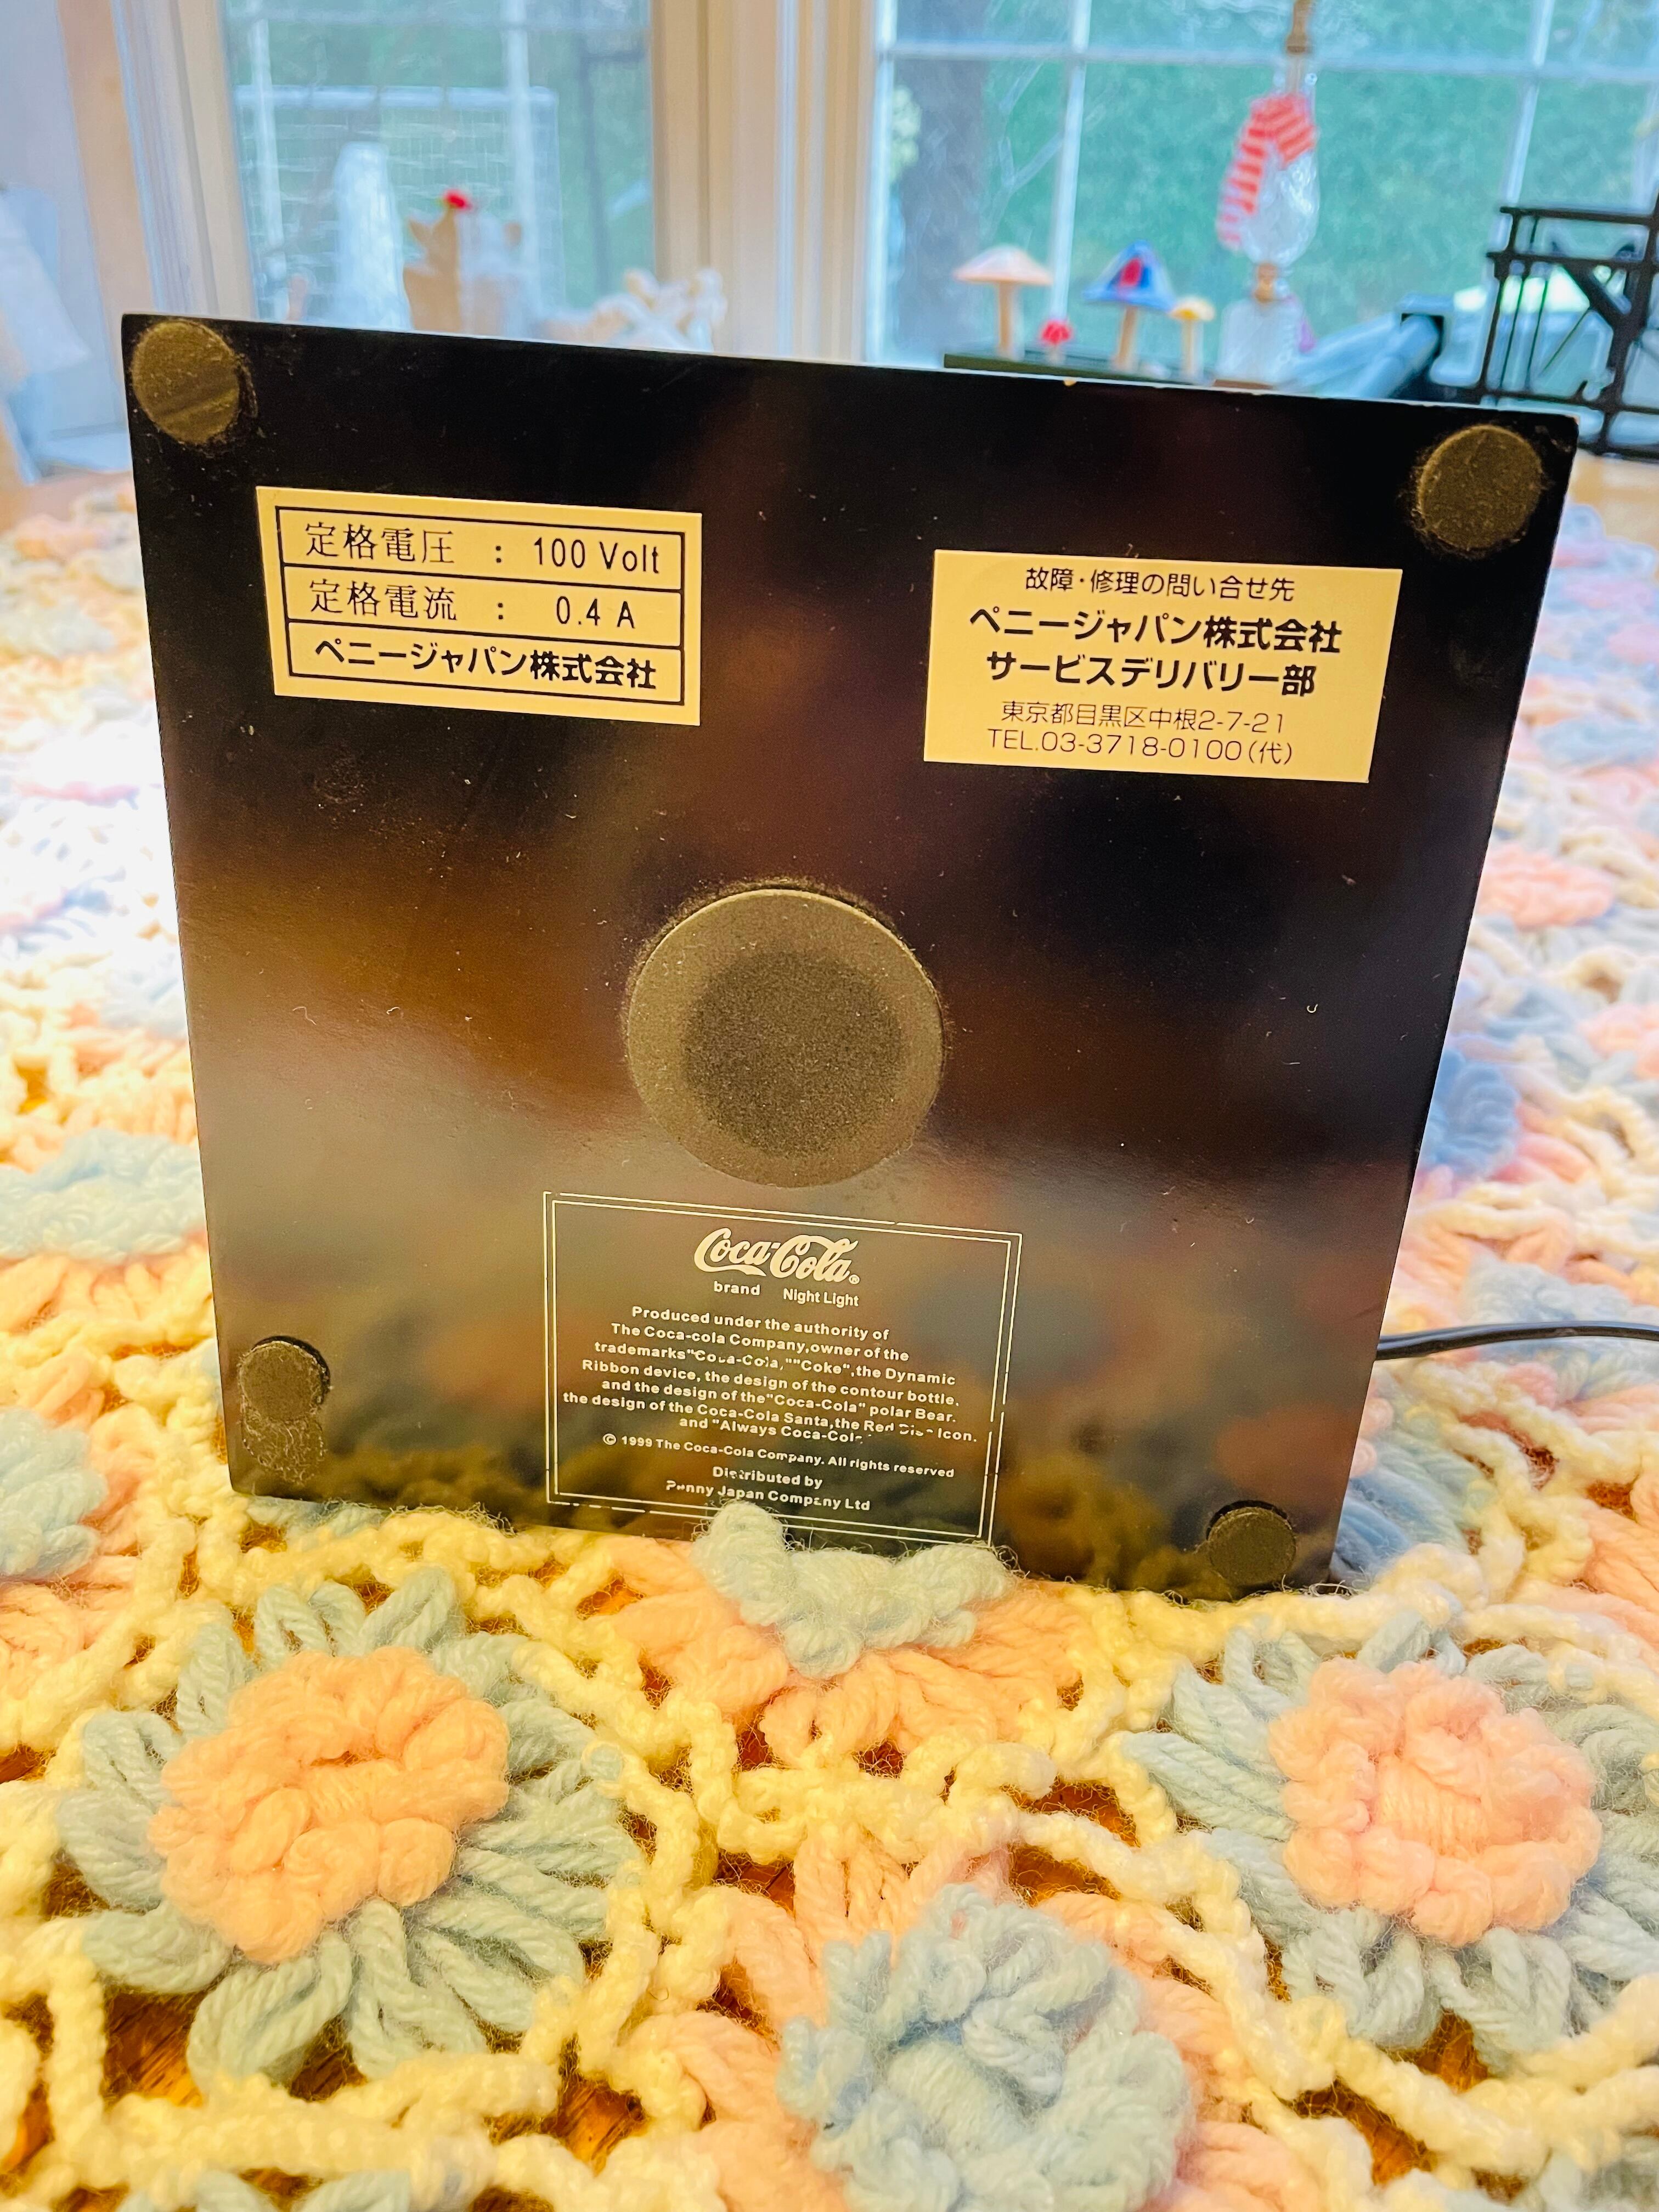 定格電圧 : 100 Volt
定格電流 : 0.4 A
ペニージャパン株式会社
故障・修理の問い合せ先
ペニージャパン株式会社
サービスデリバリー部
東京都目黒区中根2-7-21
TEL.03-3718-0100(代)
Coca-Cola®
brand Night Light
Produced under the authority of
The Coca-cola Company,owner of the
trademarks"Coca-Cola,""Coke",the Dynamic
Ribbon device, the design of the contour bottle.
and the design of the"Coca-Cola" polar Bear.
the design of the Coca-Cola Santa,the Red Disc Icon.
and "Always Coca-Cola
© 1999 The Coca-Cola Company. All rights reserved
Distributed by
Penny Japan Company Ltd